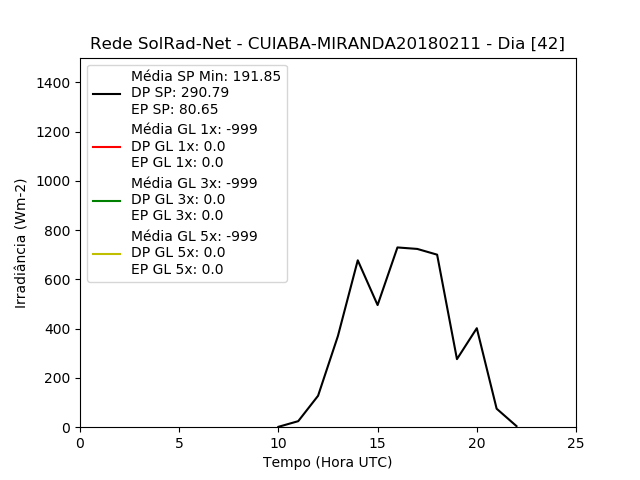 Rede SolRad-Net - CUIABA-MIRANDA20180211 - Dia [42]
Média SP Min: 191.85
DP SP: 290.79
EP SP: 80.65
Média GL 1x: -999
DP GL 1x: 0.0
EP GL 1x: 0.0
Média GL 3x: -999
DP GL 3x: 0.0
EP GL 3x: 0.0
Média GL 5x: -999
DP GL 5x: 0.0
EP GL 5x: 0.0
Irradiância (Wm-2)
1400
1200
1000
800
600
400
200
0
0 5 10 15 20 25
Tempo (Hora UTC)